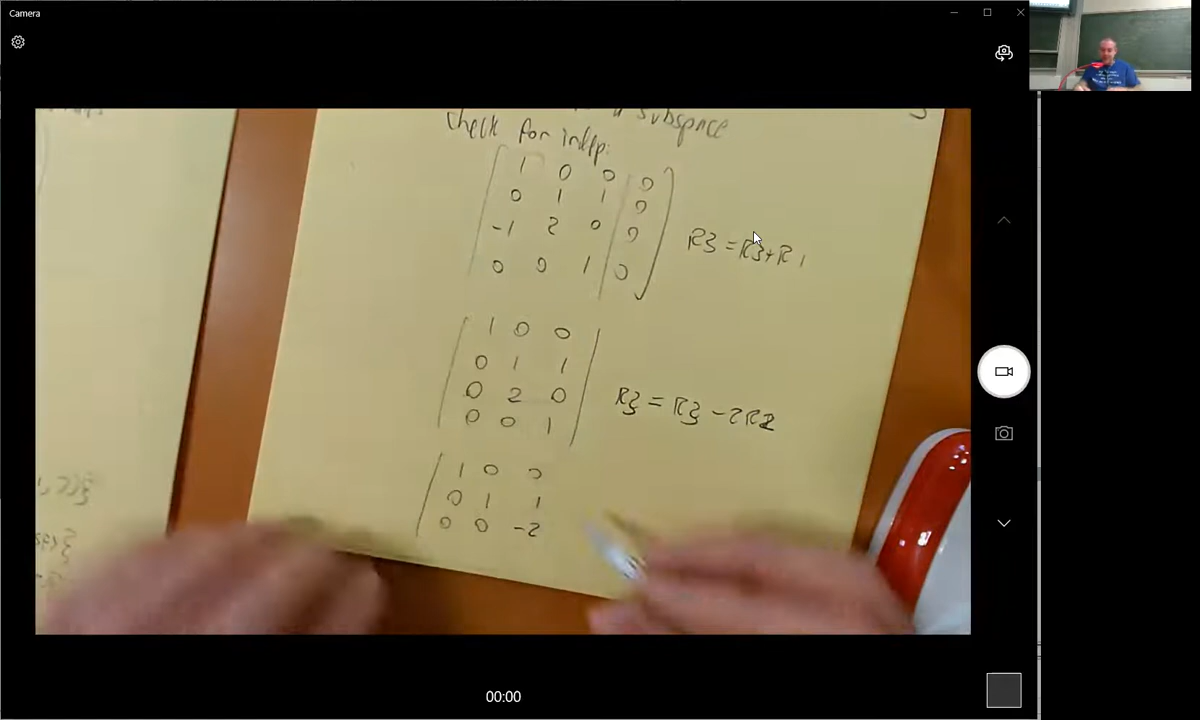 Camera
a subspace
Check for indep:
1 0 0 0
0 1 1 0
-1 2 0 0
0 0 1 0
R3 = R3 + R1
1 0 0
0 1 1
0 2 0
0 0 1
R3 = R3 - 2R2
1 0 0
0 1 1
0 0 -2
00:00